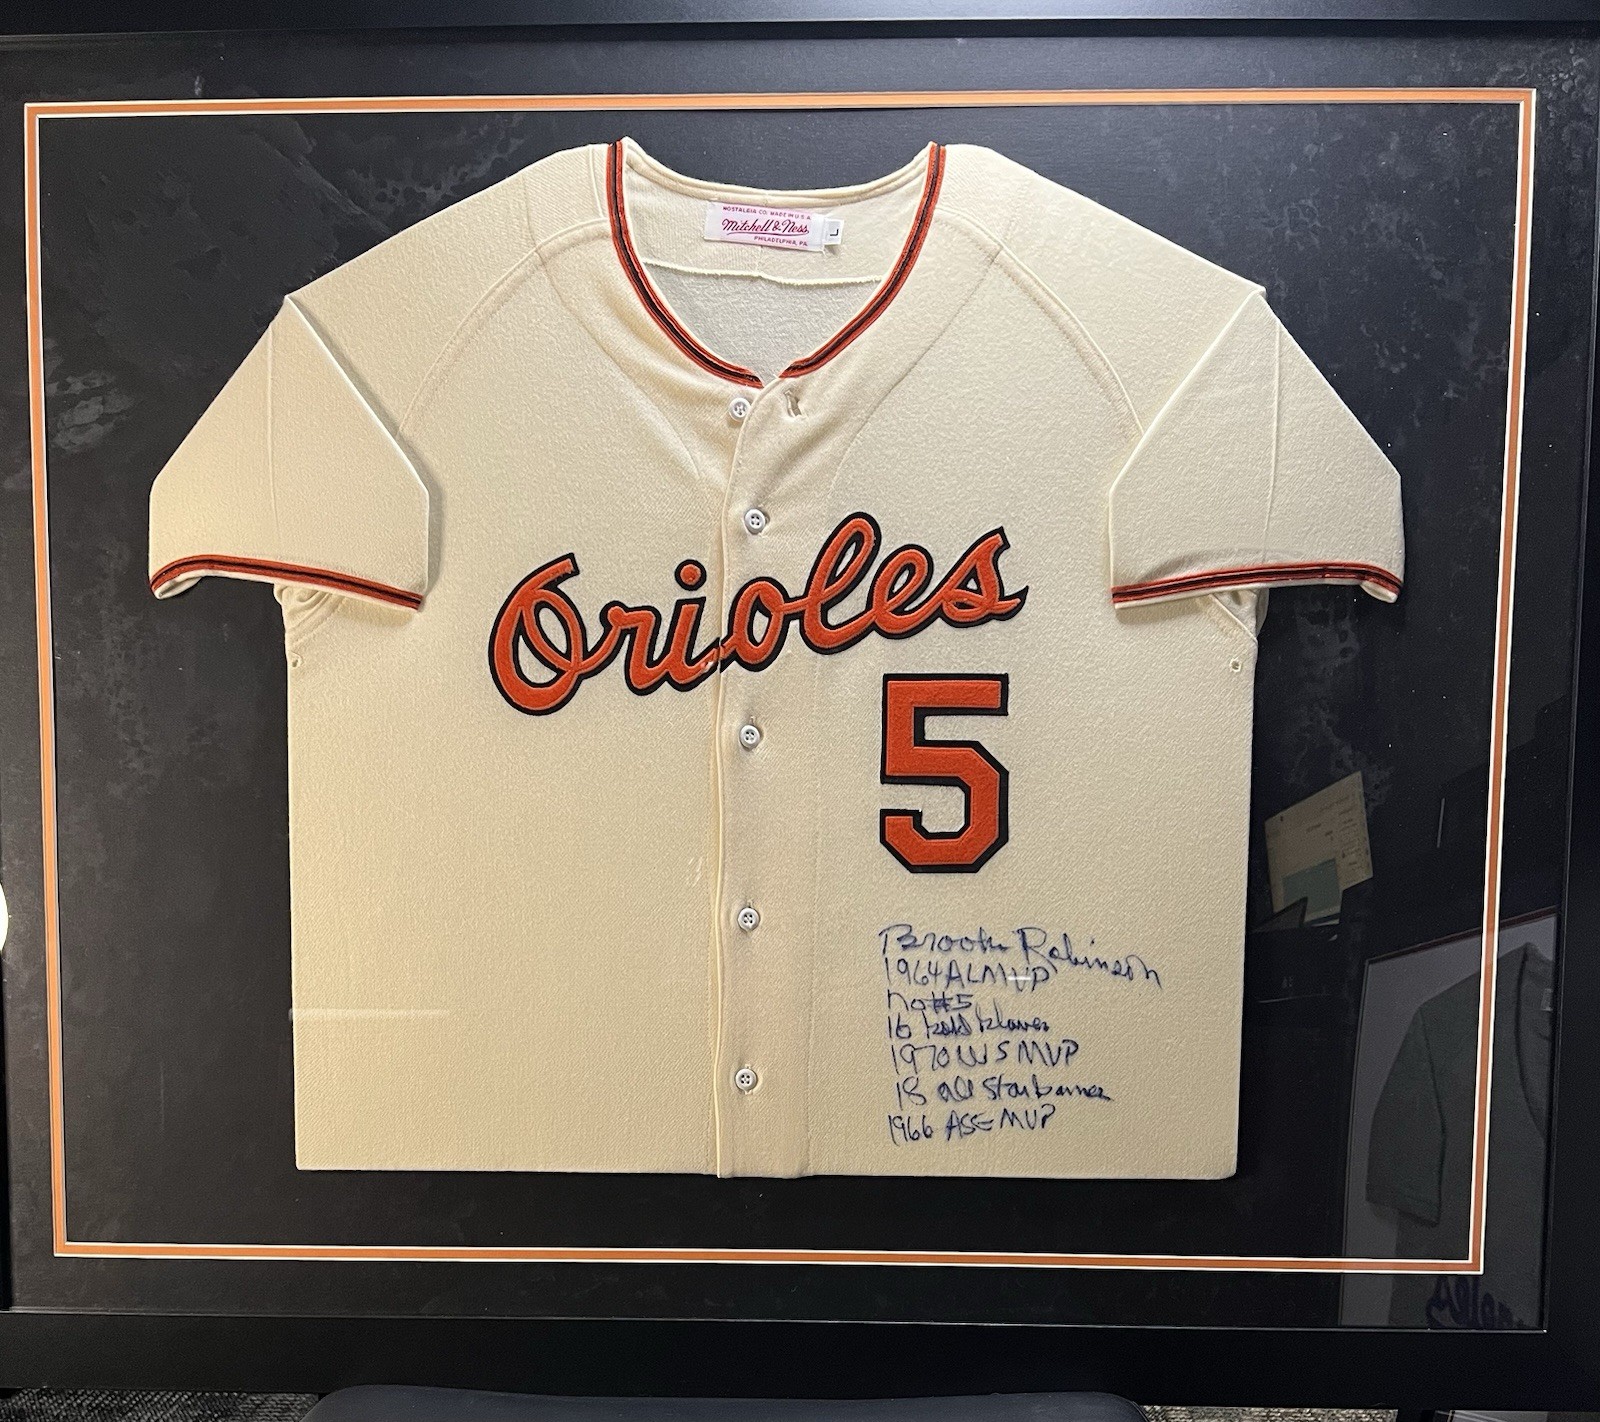 NOSTALGIA CO. MADE IN U.S.A.
Mitchell & Ness
PHILADELPHIA, PA.
L
Orioles
5
Brooks Robinson
1964 AL MVP
no #5
16 Gold Gloves
1970 WS MVP
18 all Star Games
1966 ASG MVP